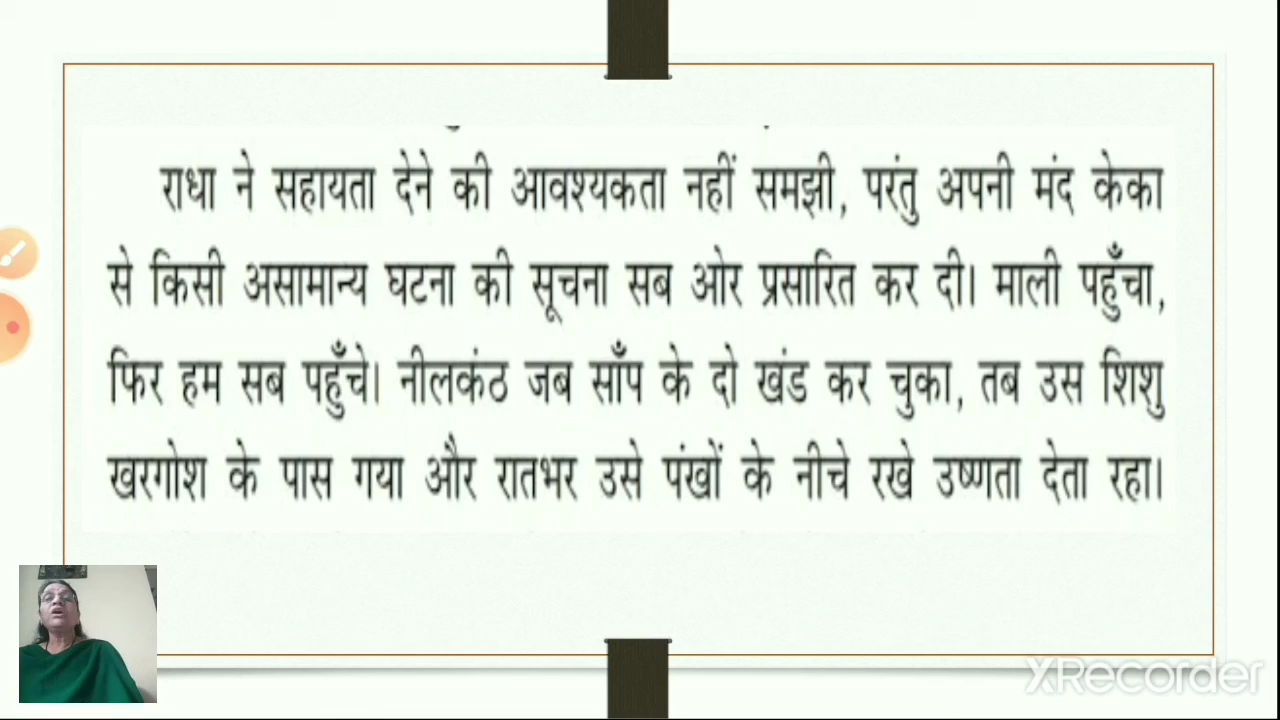 राधा ने सहायता देने की आवश्यकता नहीं समझी, परंतु अपनी मंद केका
से किसी असामान्य घटना की सूचना सब ओर प्रसारित कर दी। माली पहुँचा,
फिर हम सब पहुँचे। नीलकंठ जब साँप के दो खंड कर चुका, तब उस शिशु
खरगोश के पास गया और रातभर उसे पंखों के नीचे रखे उष्णता देता रहा।
XRecorder